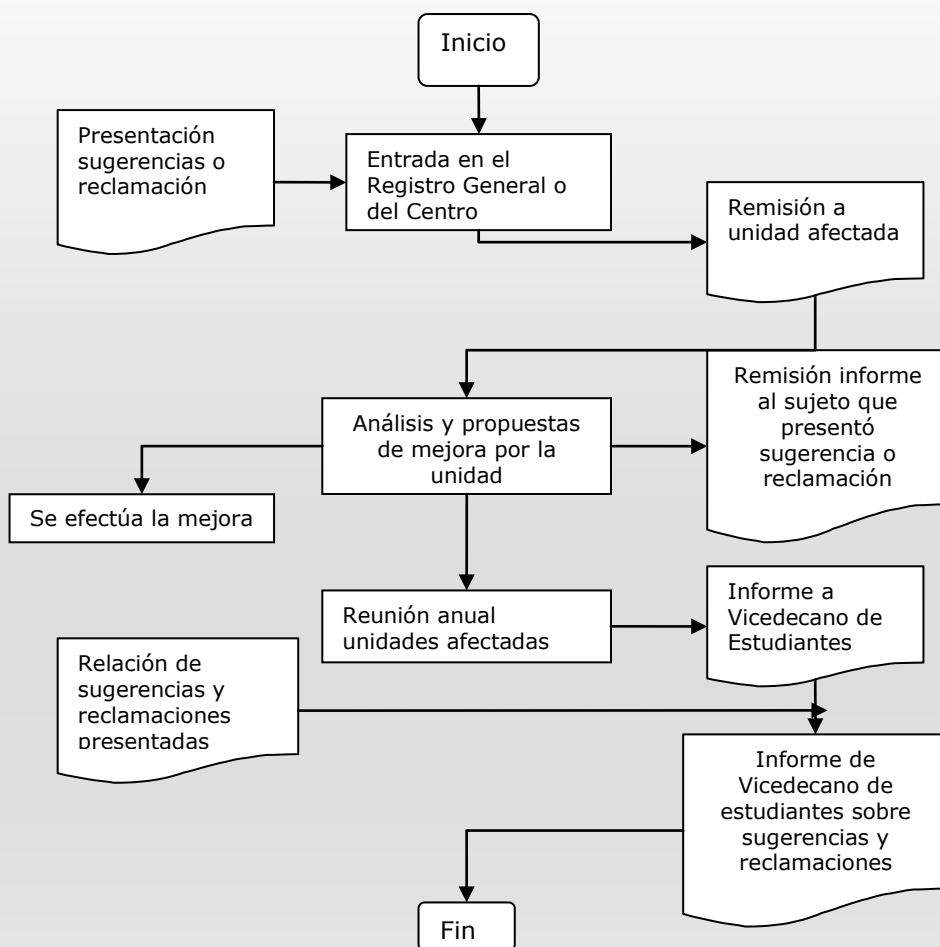 Inicio
Presentación
sugerencias o
reclamación
Entrada en el
Registro General o
del Centro
Remisión a
unidad afectada
Análisis y propuestas
de mejora por la
unidad
Remisión informe
al sujeto que
presentó
sugerencia o
reclamación
Se efectúa la mejora
Reunión anual
unidades afectadas
Informe a
Vicedecano de
Estudiantes
Relación de
sugerencias y
reclamaciones
presentadas
Informe de
Vicedecano de
estudiantes sobre
sugerencias y
reclamaciones
Fin